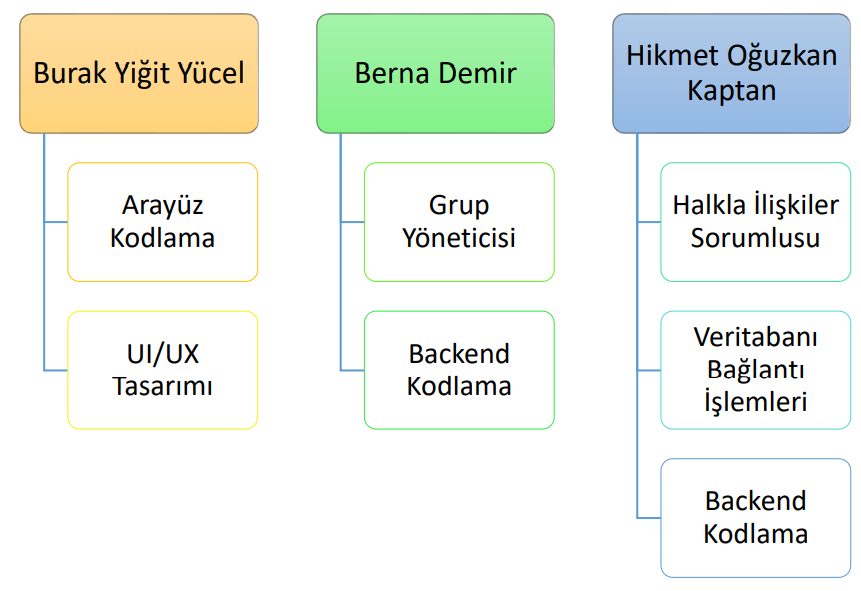 Burak Yiğit Yücel
Arayüz
Kodlama
UI/UX
Tasarımı
Berna Demir
Grup
Yöneticisi
Backend
Kodlama
Hikmet Oğuzkan
Kaptan
Halkla İlişkiler
Sorumlusu
Veritabanı
Bağlantı
İşlemleri
Backend
Kodlama